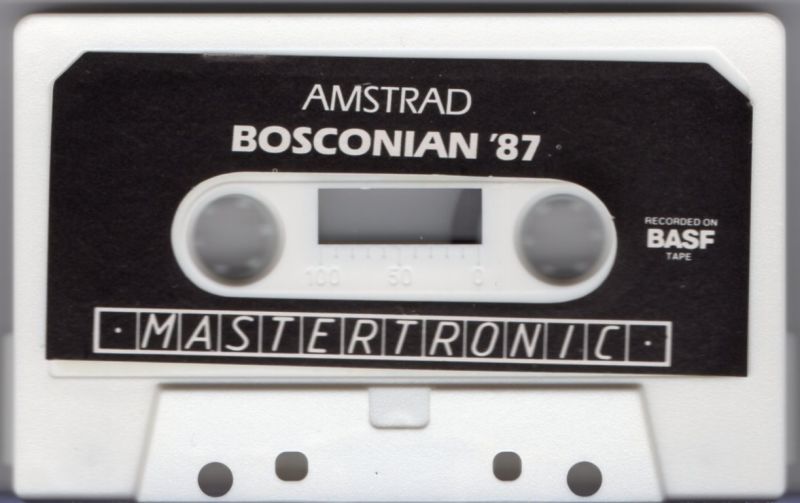 AMSTRAD
BOSCONIAN '87
RECORDED ON
BASF
TAPE
100 50 0
· MASTERTRONIC ·